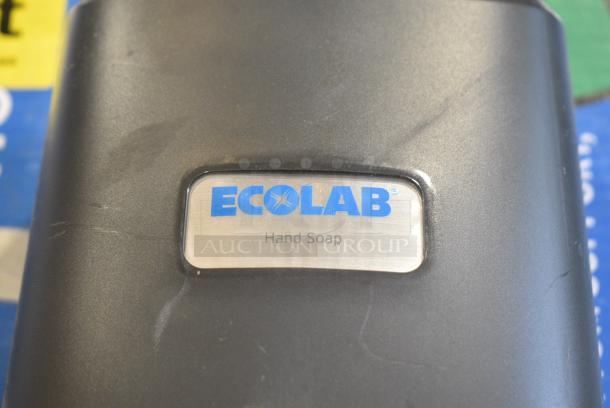 ECOLAB®
Hand Soap
AUCTION GROUP